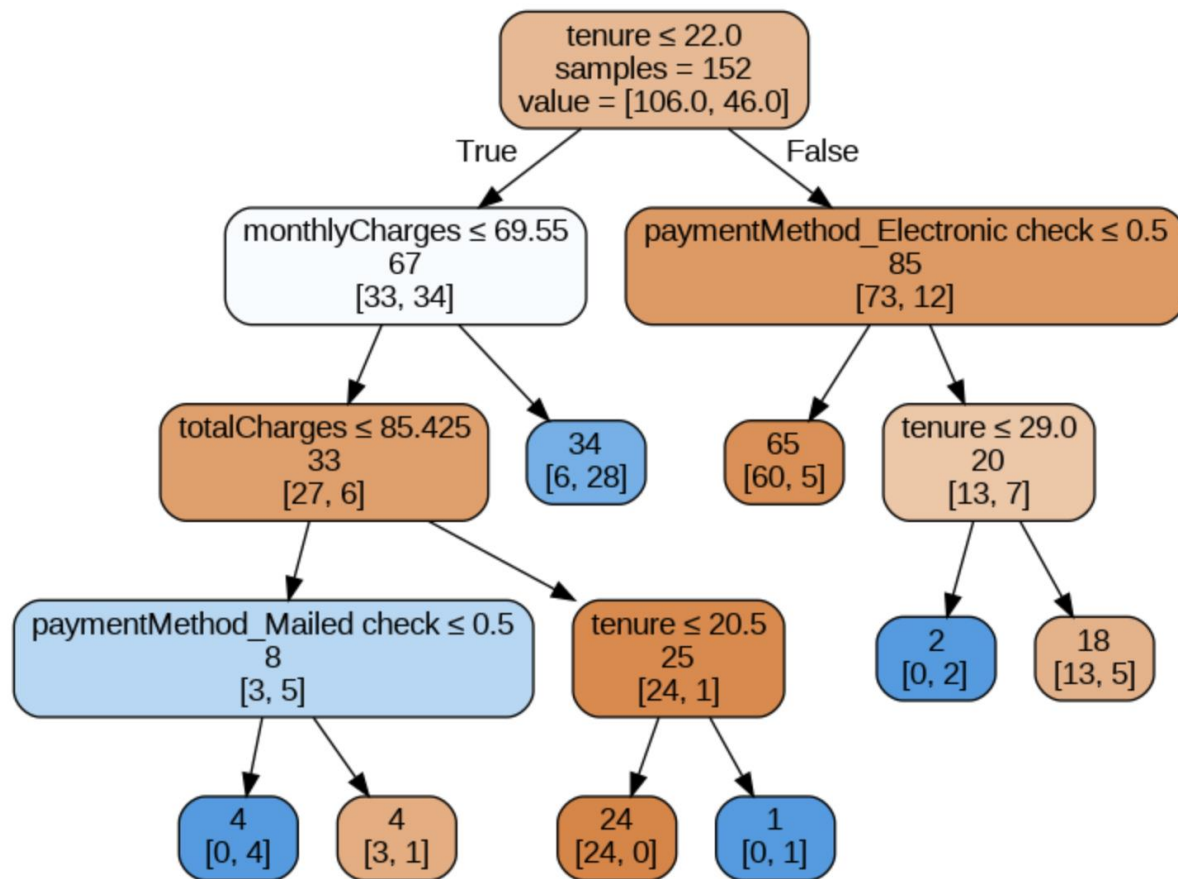 tenure ≤ 22.0
samples = 152
value = [106.0, 46.0]
True
False
monthlyCharges ≤ 69.55
67
[33, 34]
paymentMethod_Electronic check ≤ 0.5
85
[73, 12]
totalCharges ≤ 85.425
33
[27, 6]
34
[6, 28]
65
[60, 5]
tenure ≤ 29.0
20
[13, 7]
paymentMethod_Mailed check ≤ 0.5
8
[3, 5]
tenure ≤ 20.5
25
[24, 1]
2
[0, 2]
18
[13, 5]
4
[0, 4]
4
[3, 1]
24
[24, 0]
1
[0, 1]